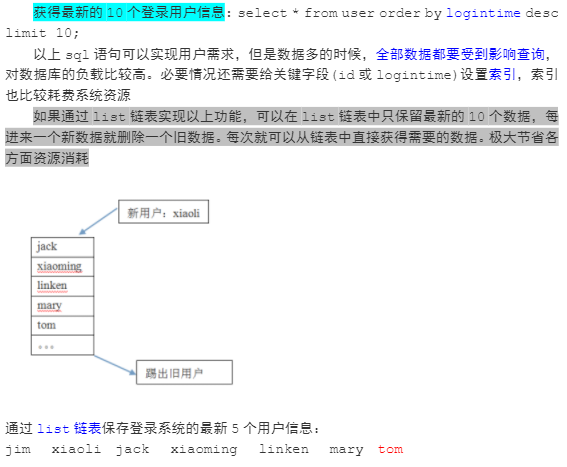 获得最新的 10 个登录用户信息：select * from user order by logintime desc
limit 10;
以上 sql 语句可以实现用户需求，但是数据多的时候，全部数据都要受到影响查询，
对数据库的负载比较高。必要情况还需要给关键字段(id 或 logintime)设置索引，索引
也比较耗费系统资源
如果通过 list 链表实现以上功能，可以在 list 链表中只保留最新的 10 个数据，每
进来一个新数据就删除一个旧数据。每次就可以从链表中直接获得需要的数据。极大节省各
方面资源消耗
新用户：xiaoli
jack
xiaoming
linken
mary
tom
。。。
踢出旧用户
通过 list 链表保存登录系统的最新 5 个用户信息：
jim xiaoli jack xiaoming linken mary tom